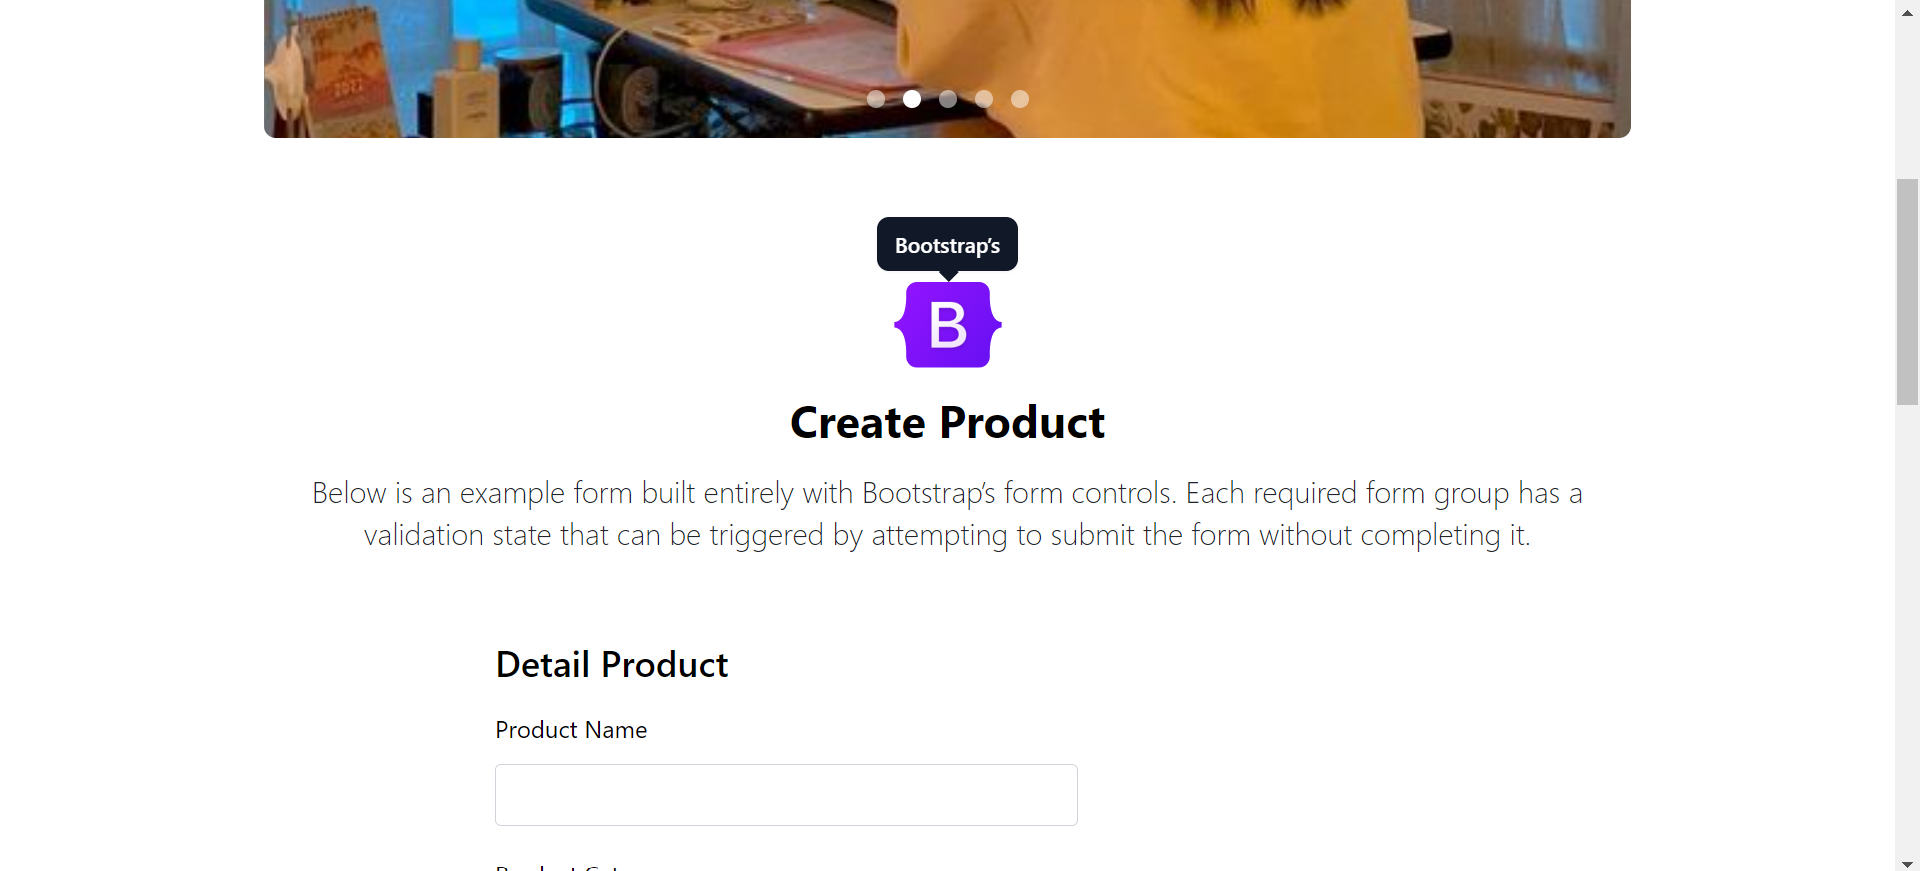 2021
Bootstrap’s
B
Create Product
Below is an example form built entirely with Bootstrap’s form controls. Each required form group has a
validation state that can be triggered by attempting to submit the form without completing it.
Detail Product
Product Name